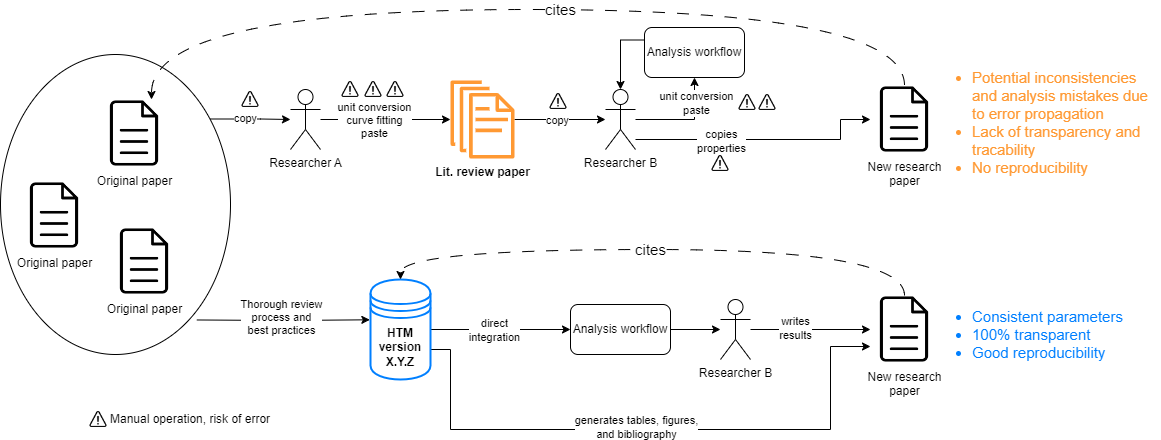 cites
Original paper
Original paper
Original paper
copy
Researcher A
unit conversion
curve fitting
paste
Lit. review paper
copy
Researcher B
Analysis workflow
unit conversion
paste
copies
properties
New research
paper
Potential inconsistencies
and analysis mistakes due
to error propagation
Lack of transparency and
tracability
No reproducibility
cites
Thorough review
process and
best practices
HTM
version
X.Y.Z
direct
integration
Analysis workflow
Researcher B
writes
results
generates tables, figures,
and bibliography
New research
paper
Consistent parameters
100% transparent
Good reproducibility
Manual operation, risk of error